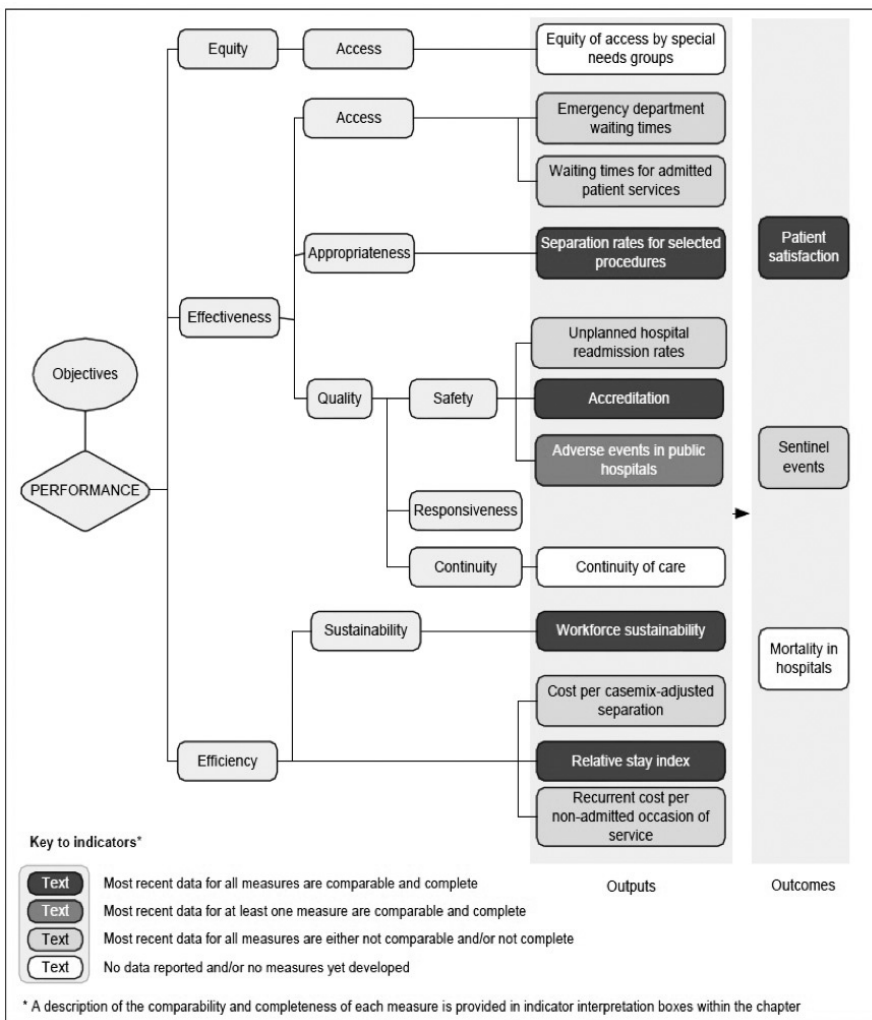 Equity
Access
Equity of access by special
needs groups
Access
Emergency department
waiting times
Waiting times for admitted
patient services
Appropriateness
Separation rates for selected
procedures
Patient
satisfaction
Effectiveness
Unplanned hospital
readmission rates
Objectives
Quality
Safety
Accreditation
Adverse events in public
hospitals
Sentinel
events
PERFORMANCE
Responsiveness
Continuity
Continuity of care
Sustainability
Workforce sustainability
Mortality in
hospitals
Cost per casemix-adjusted
separation
Efficiency
Relative stay index
Recurrent cost per
non-admitted occasion of
service
Key to indicators*
Text Most recent data for all measures are comparable and complete
Text Most recent data for at least one measure are comparable and complete
Text Most recent data for all measures are either not comparable and/or not complete
Text No data reported and/or no measures yet developed
Outputs
Outcomes
* A description of the comparability and completeness of each measure is provided in indicator interpretation boxes within the chapter